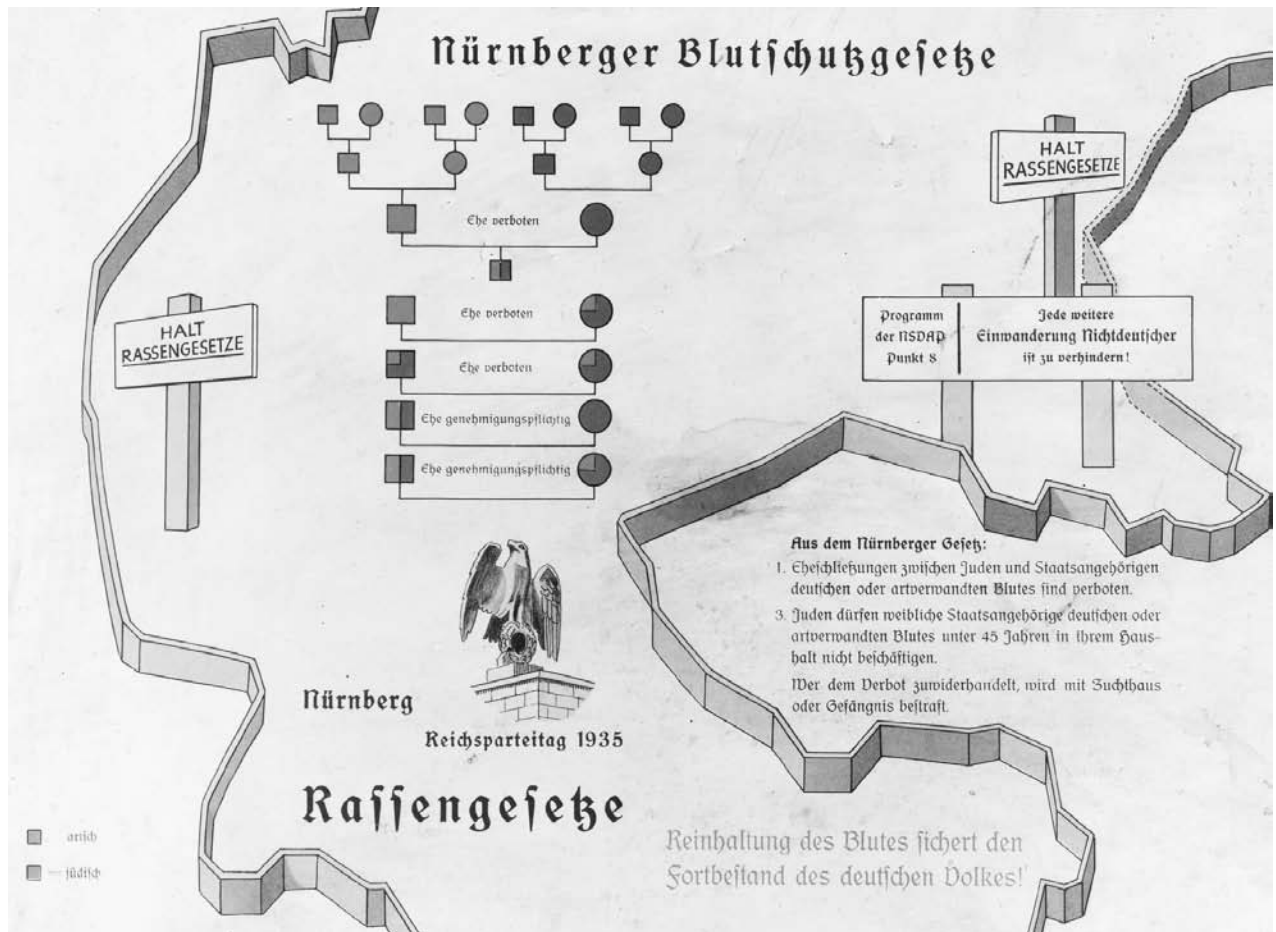 Nürnberger Blutschutzgesetze
Ehe verboten
Ehe verboten
Ehe verboten
Ehe genehmigungspflichtig
Ehe genehmigungspflichtig
HALT
RASSENGESETZE
HALT
RASSENGESETZE
Programm
der NSDAP
Punkt 8
Jede weitere
Einwanderung Nichtdeutscher
ist zu verhindern!
Aus dem Nürnberger Gesetz:
1. Eheschließungen zwischen Juden und Staatsangehörigen
deutschen oder artverwandten Blutes sind verboten.
3. Juden dürfen weibliche Staatsangehörige deutschen oder
artverwandten Blutes unter 45 Jahren in ihrem Haus-
halt nicht beschäftigen.
Wer dem Verbot zuwiderhandelt, wird mit Zuchthaus
oder Gefängnis bestraft.
Nürnberg
Reichsparteitag 1935
Rassengesetze
arisch
— jüdisch
Reinhaltung des Blutes sichert den
Fortbestand des deutschen Volkes!